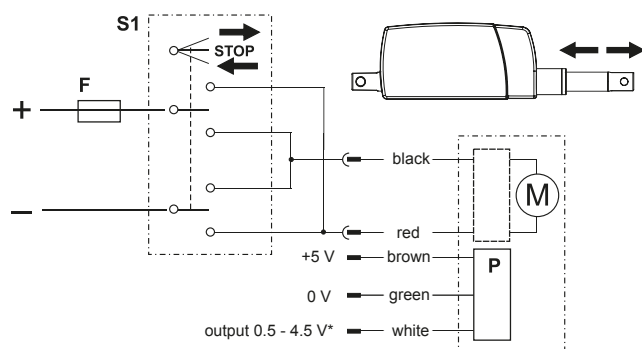 S1
STOP
F
+
–
black
M
red
+5 V
brown
P
0 V
green
output 0.5 - 4.5 V*
white